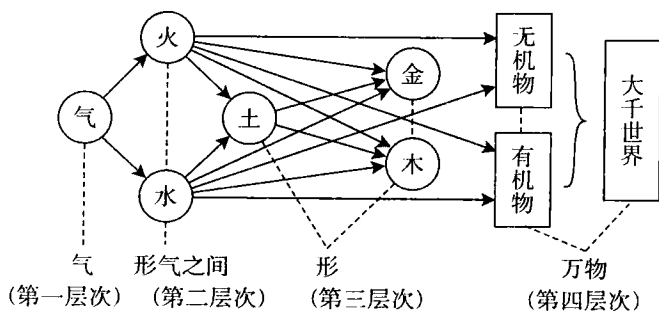 火
气
水
土
金
木
无机物
有机物
大千世界
气
(第一层次)
形气之间
(第二层次)
形
(第三层次)
万物
(第四层次)